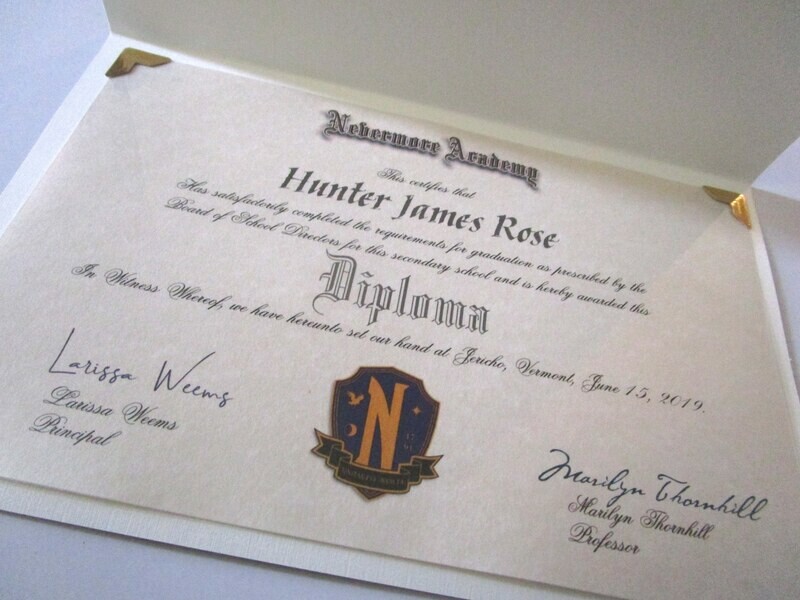 Nevermore Academy
This certifies that
Hunter James Rose
Has satisfactorily completed the requirements for graduation as prescribed by the
Board of School Directors for this secondary school and is hereby awarded this
Diploma
In Witness Whereof, we have hereunto set our hand at Jericho, Vermont, June 15, 2019.
Larissa Weems
Larissa Weems
Principal
N
17
91
Marilyn Thornhill
Marilyn Thornhill
Professor